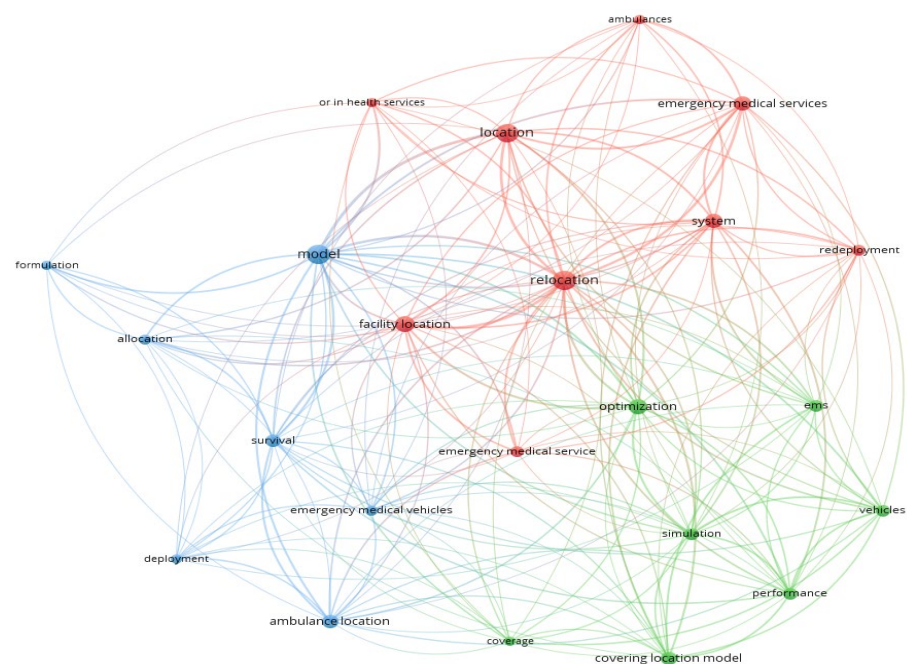 ambulances
or in health services
emergency medical services
location
system
redeployment
model
formulation
relocation
facility location
allocation
optimization
ems
survival
emergency medical service
emergency medical vehicles
vehicles
simulation
deployment
performance
ambulance location
coverage
covering location model